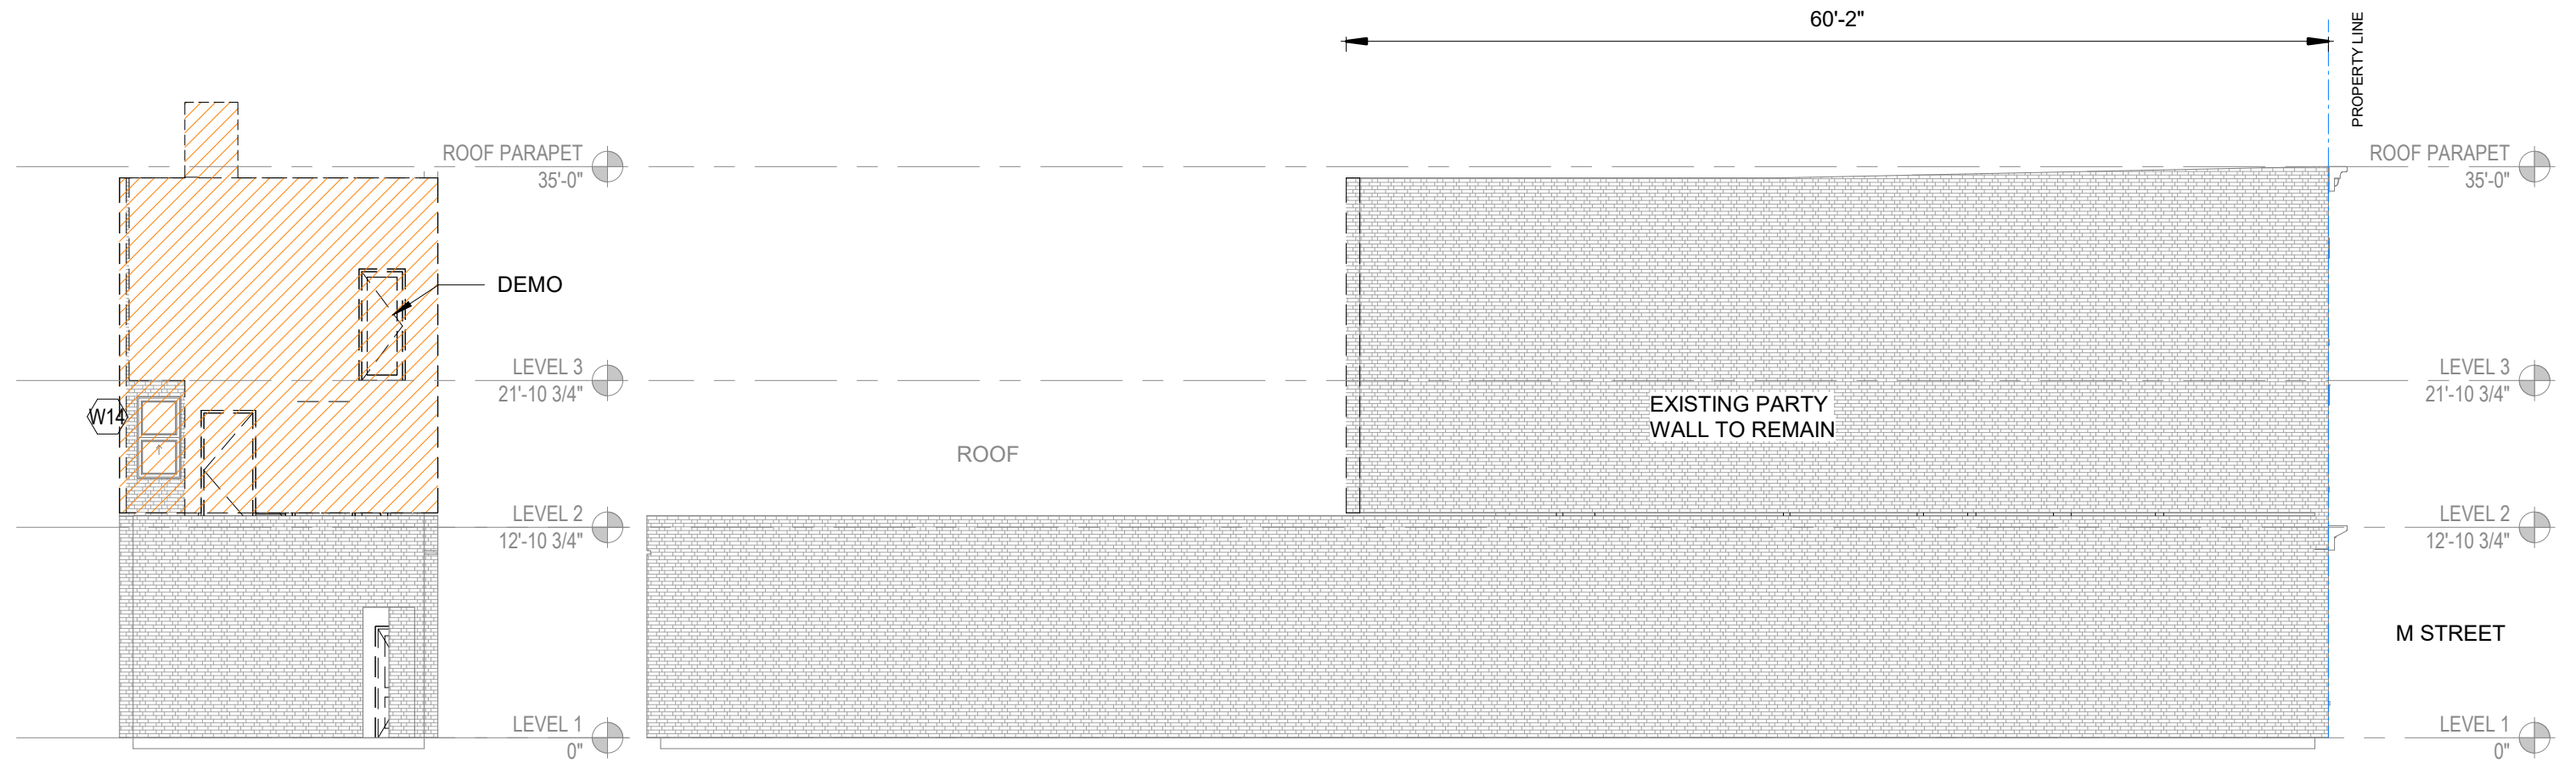 60'-2"
PROPERTY LINE
ROOF PARAPET
35'-0"
ROOF PARAPET
35'-0"
DEMO
LEVEL 3
21'-10 3/4"
LEVEL 3
21'-10 3/4"
W14
EXISTING PARTY
WALL TO REMAIN
ROOF
LEVEL 2
12'-10 3/4"
LEVEL 2
12'-10 3/4"
M STREET
LEVEL 1
0"
LEVEL 1
0"